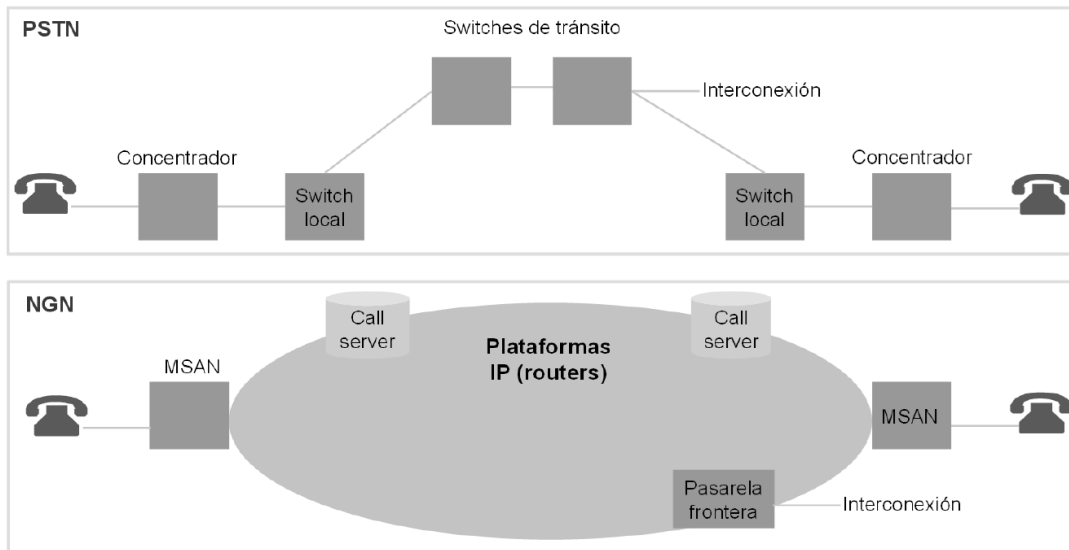 PSTN
Switches de tránsito
Interconexión
Concentrador
Concentrador
Switch
local
Switch
local
NGN
Call
server
Call
server
Plataformas
IP (routers)
MSAN
MSAN
Pasarela
frontera
Interconexión